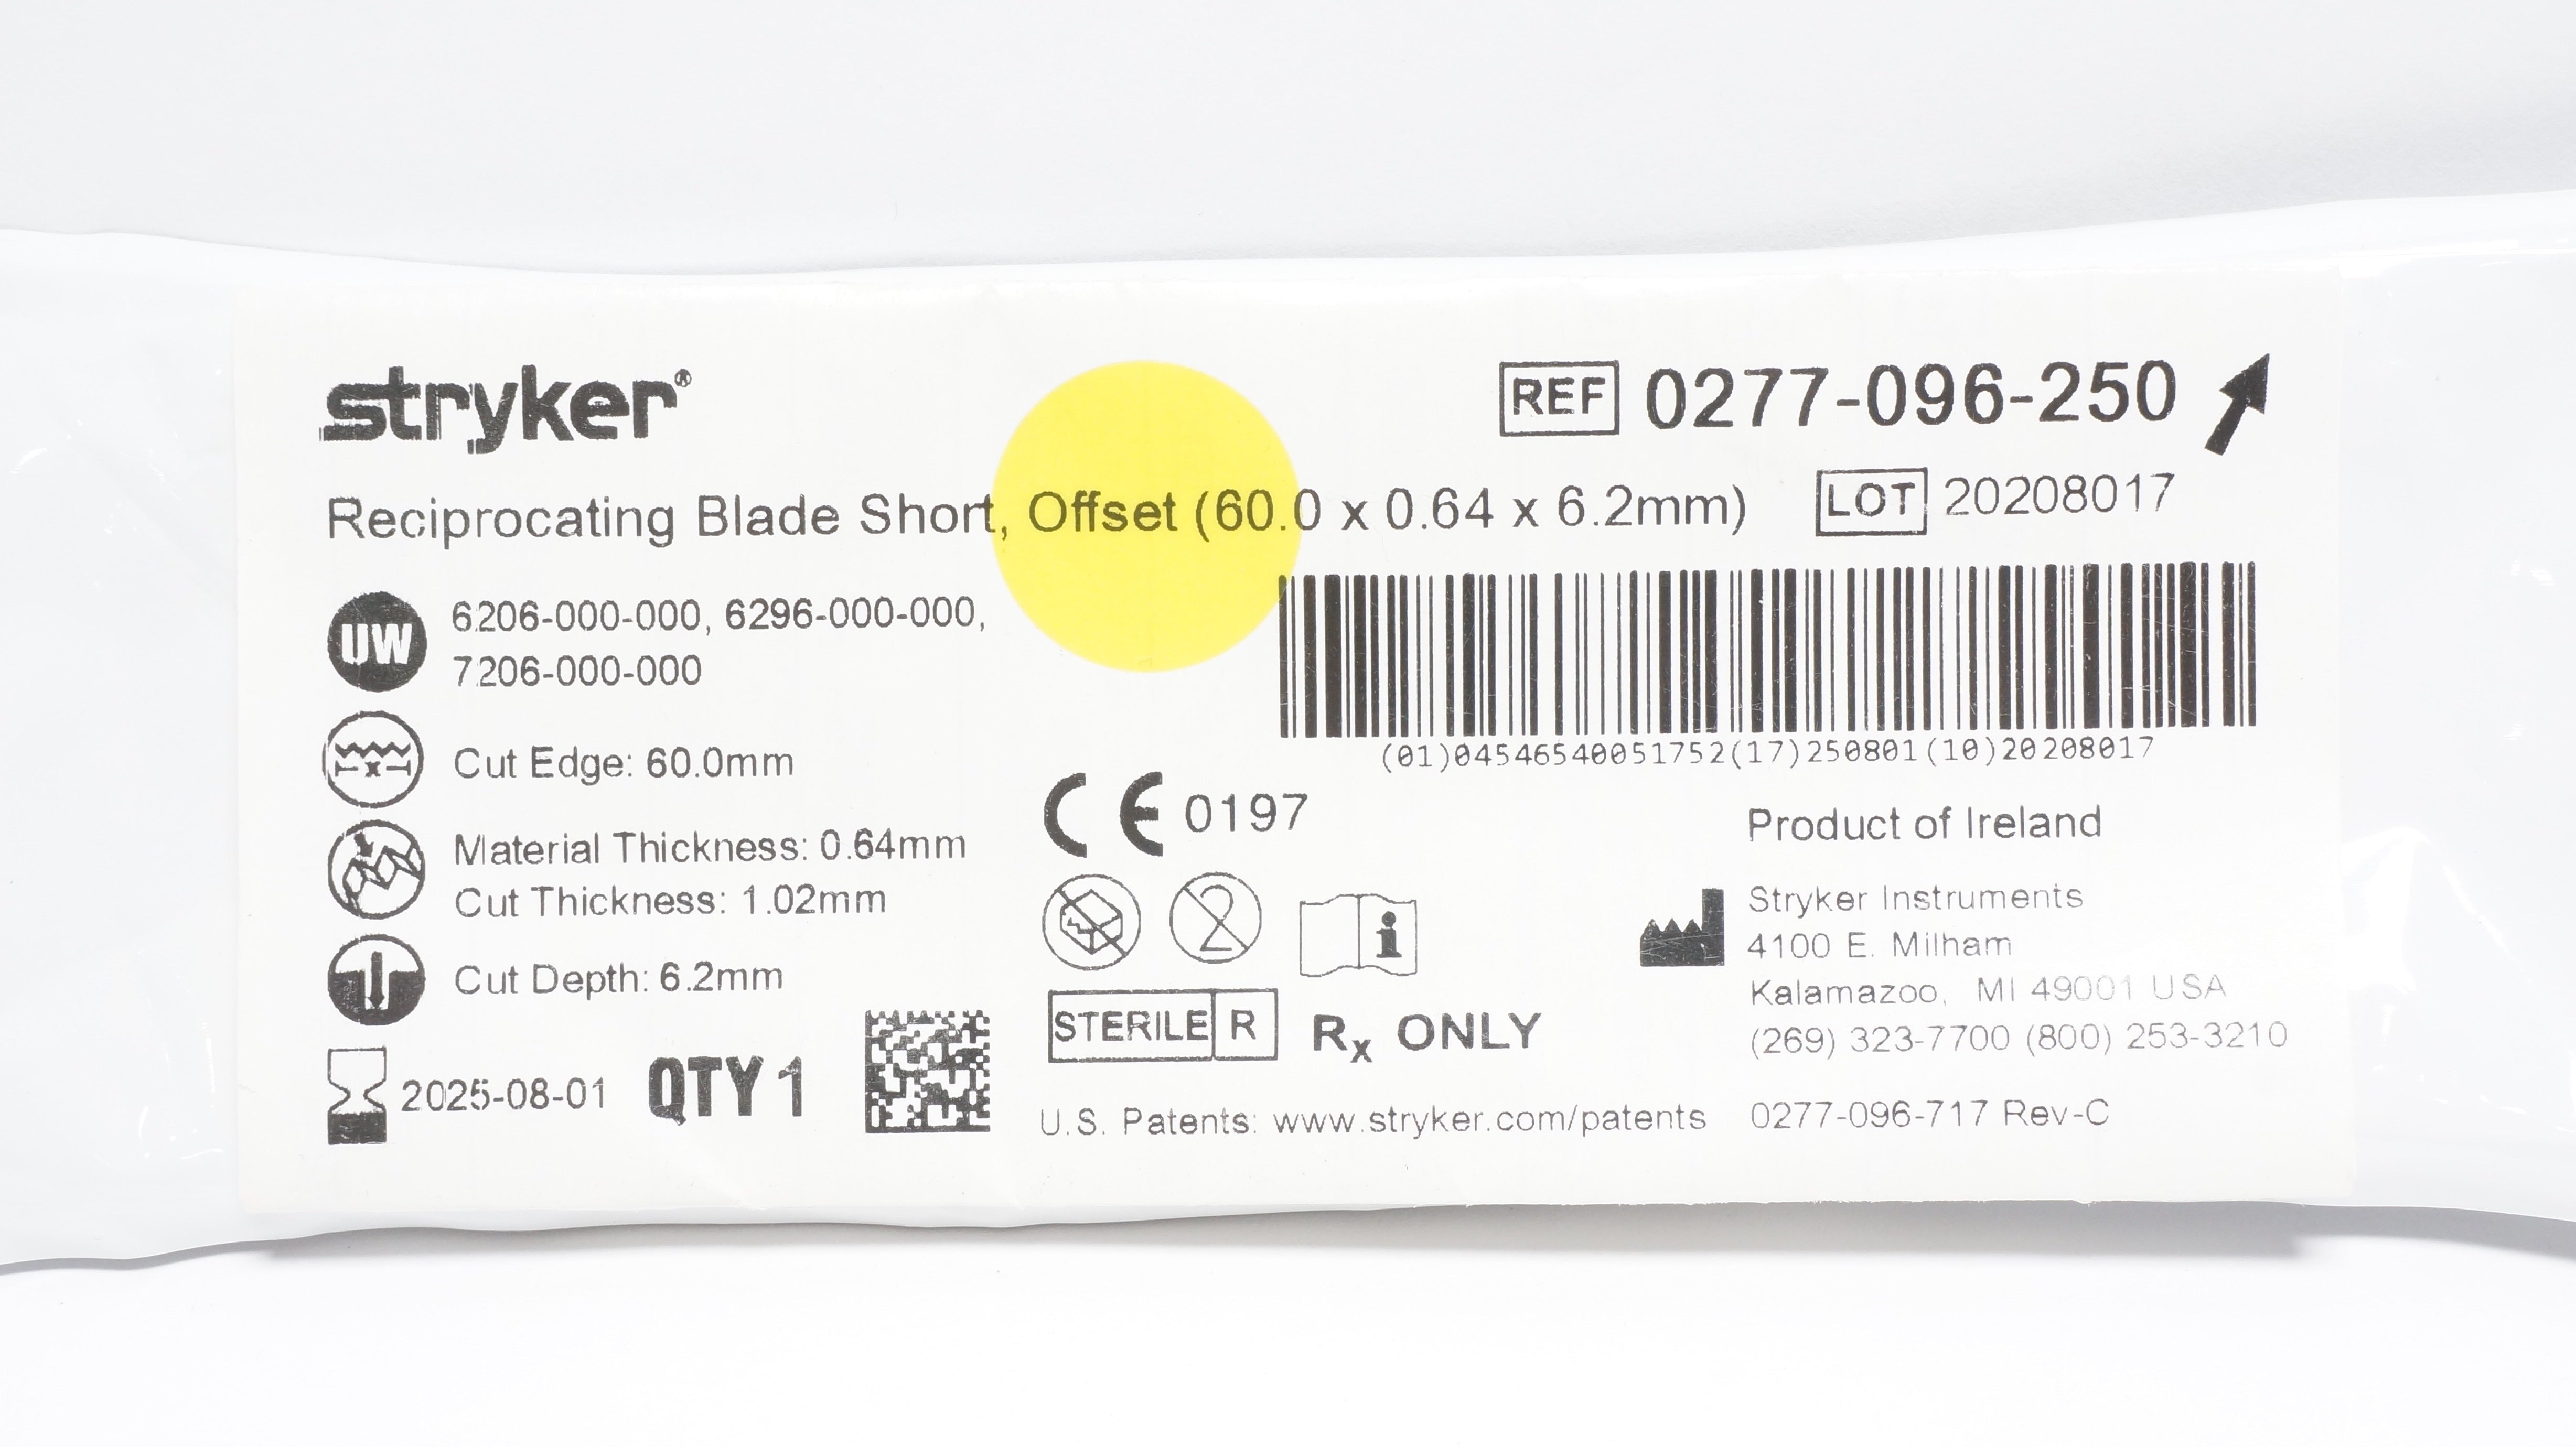 stryker®
REF 0277-096-250
Reciprocating Blade Short, Offset (60.0 x 0.64 x 6.2mm)
LOT 20208017
UW 6206-000-000, 6296-000-000,
7206-000-000
(01)04546540051752(17)250801(10)20208017
x
Cut Edge: 60.0mm
CE 0197
Product of Ireland
Material Thickness: 0.64mm
Cut Thickness: 1.02mm
2
i
Stryker Instruments
4100 E. Milham
Kalamazoo, MI 49001 USA
(269) 323-7700 (800) 253-3210
Cut Depth: 6.2mm
STERILE R
Rx ONLY
2025-08-01
QTY 1
U.S. Patents: www.stryker.com/patents
0277-096-717 Rev-C